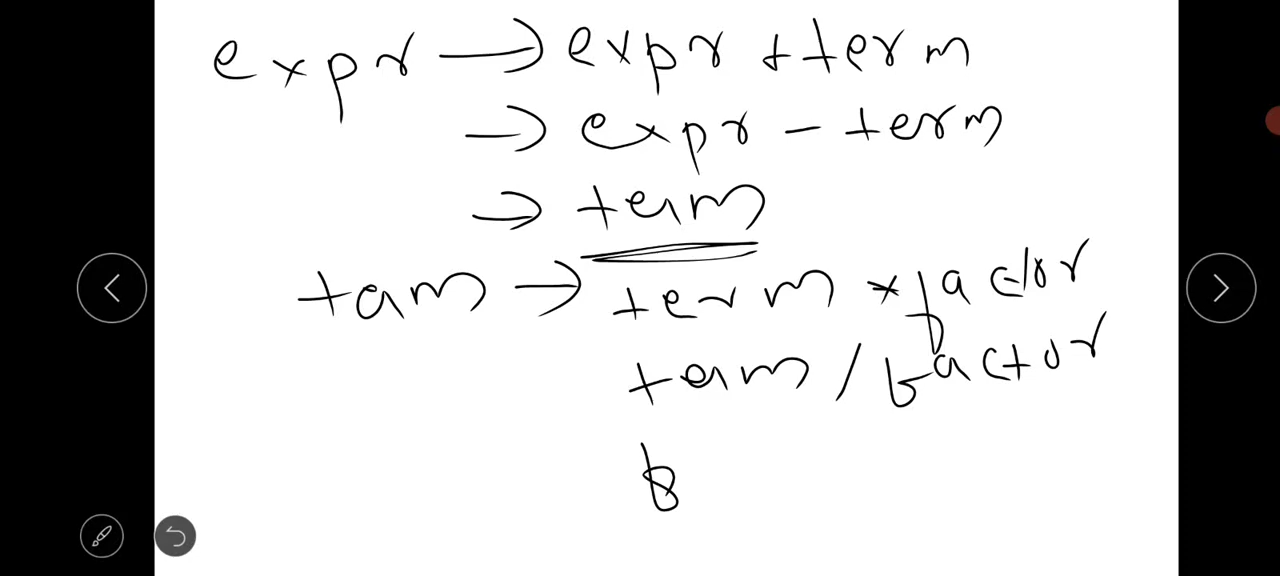 expr → expr + term
→ expr - term
→ term
term → term * factor
term / factor